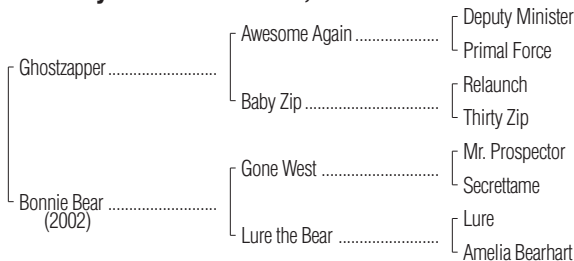 Deputy Minister
Awesome Again ....................
Primal Force
Ghostzapper ..........................
Relaunch
Baby Zip ................................
Thirty Zip
Mr. Prospector
Gone West ............................
Secrettame
Bonnie Bear ..........................
(2002)
Lure
Lure the Bear ........................
Amelia Bearhart